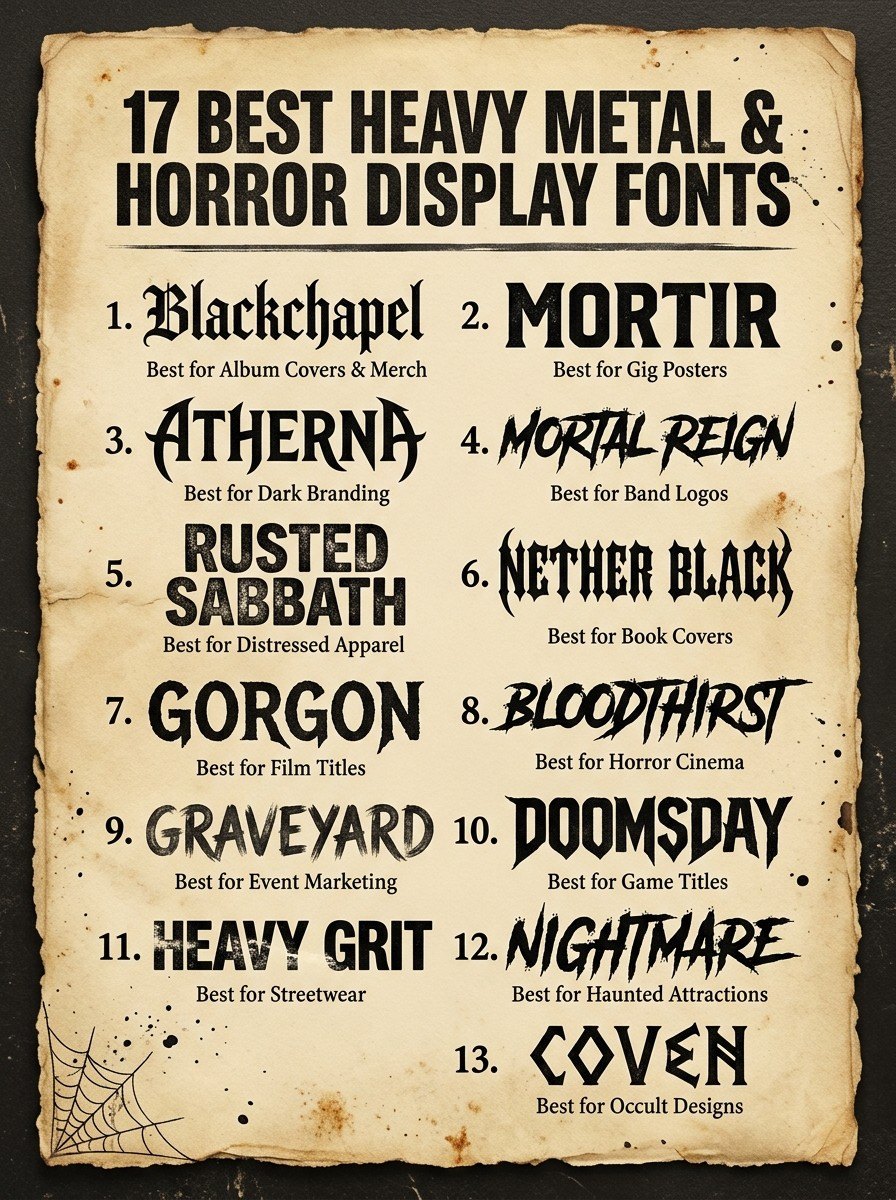 17 BEST HEAVY METAL &
HORROR DISPLAY FONTS
1. Blackchapel
Best for Album Covers & Merch
2. MORTIR
Best for Gig Posters
3. ATHERNA
Best for Dark Branding
4. MORTAL REIGN
Best for Band Logos
5. RUSTED
SABBATH
Best for Distressed Apparel
6. NETHER BLACK
Best for Book Covers
7. GORGON
Best for Film Titles
8. BLOODTHIRST
Best for Horror Cinema
9. GRAVEYARD
Best for Event Marketing
10. DOOMSDAY
Best for Game Titles
11. HEAVY GRIT
Best for Streetwear
12. NIGHTMARE
Best for Haunted Attractions
13. COVEN
Best for Occult Designs